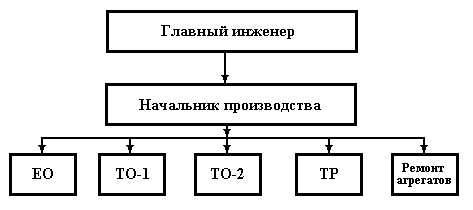 Главный инженер
Начальник производства
ЕО
ТО-1
ТО-2
ТР
Ремонт
агрегатов